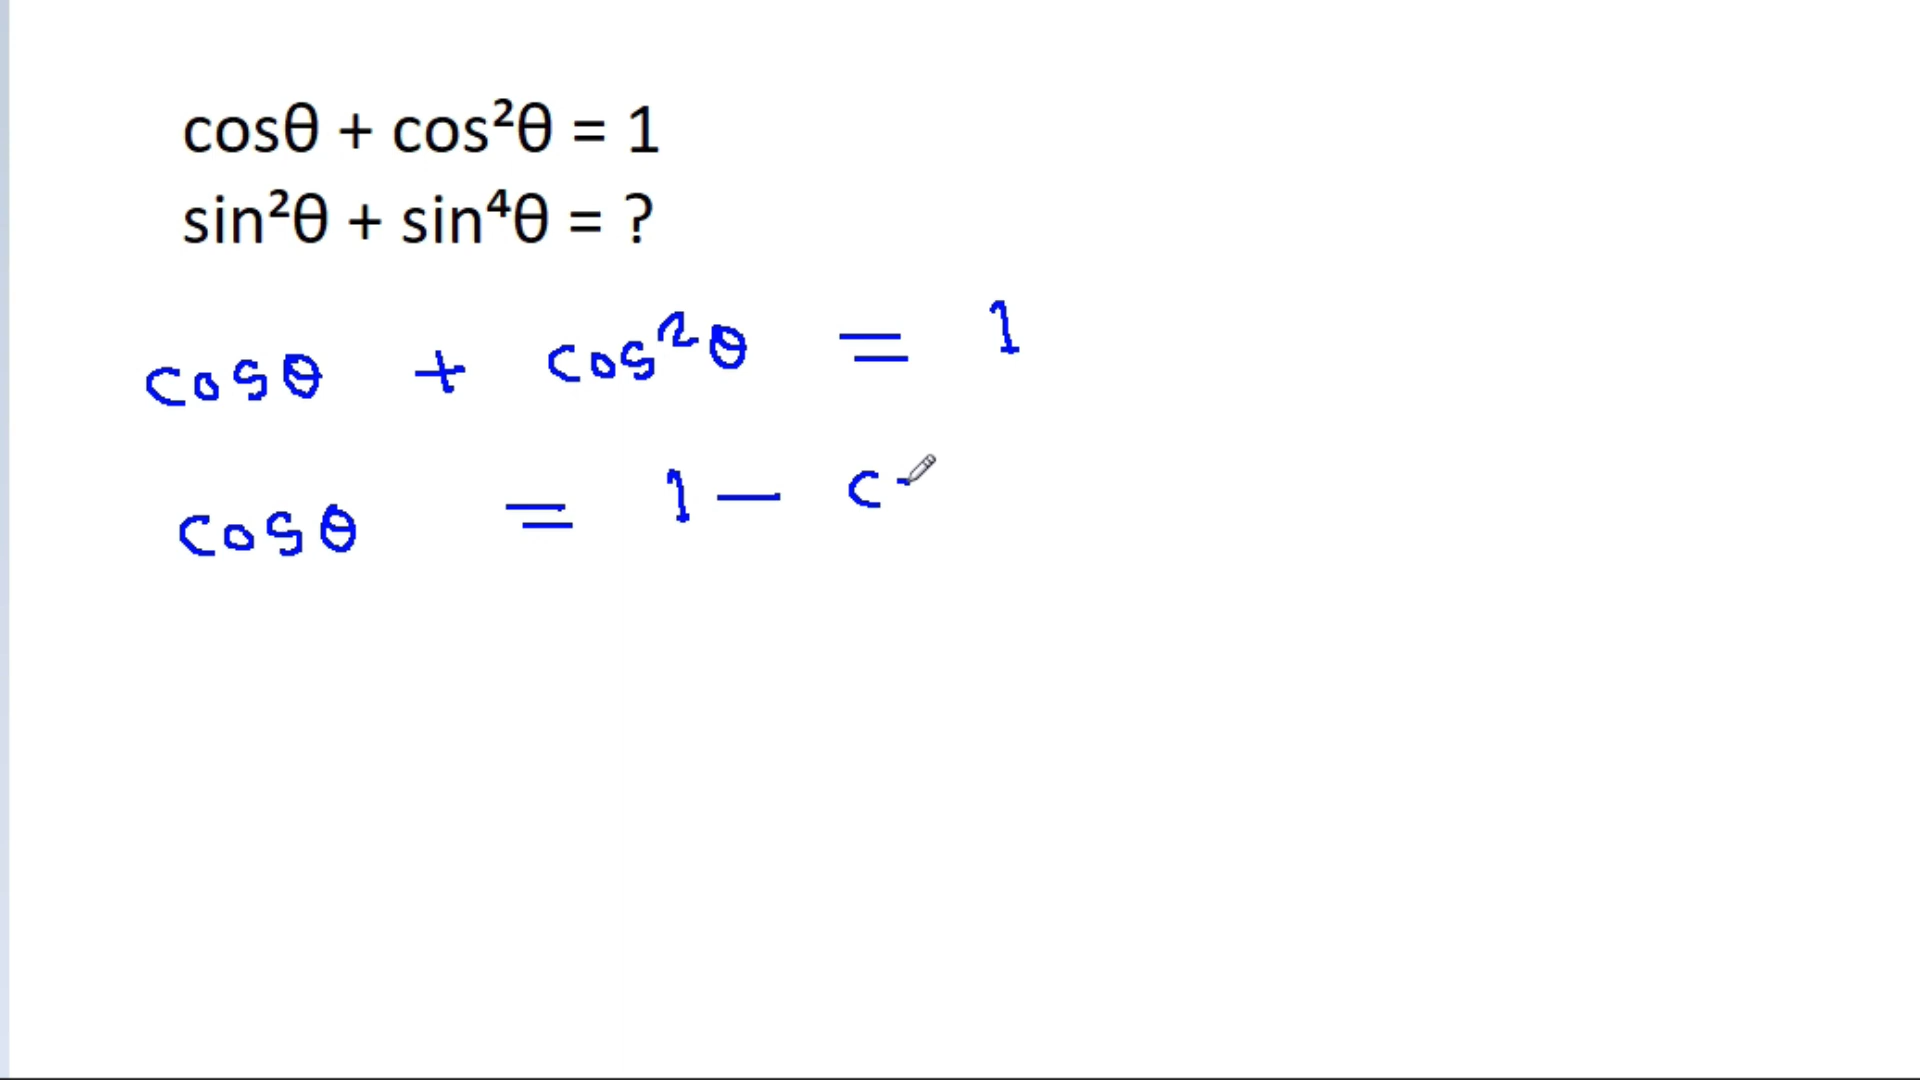 cosθ + cos²θ = 1
sin²θ + sin⁴θ = ?
cosθ + cos²θ = 1
cosθ = 1 - c